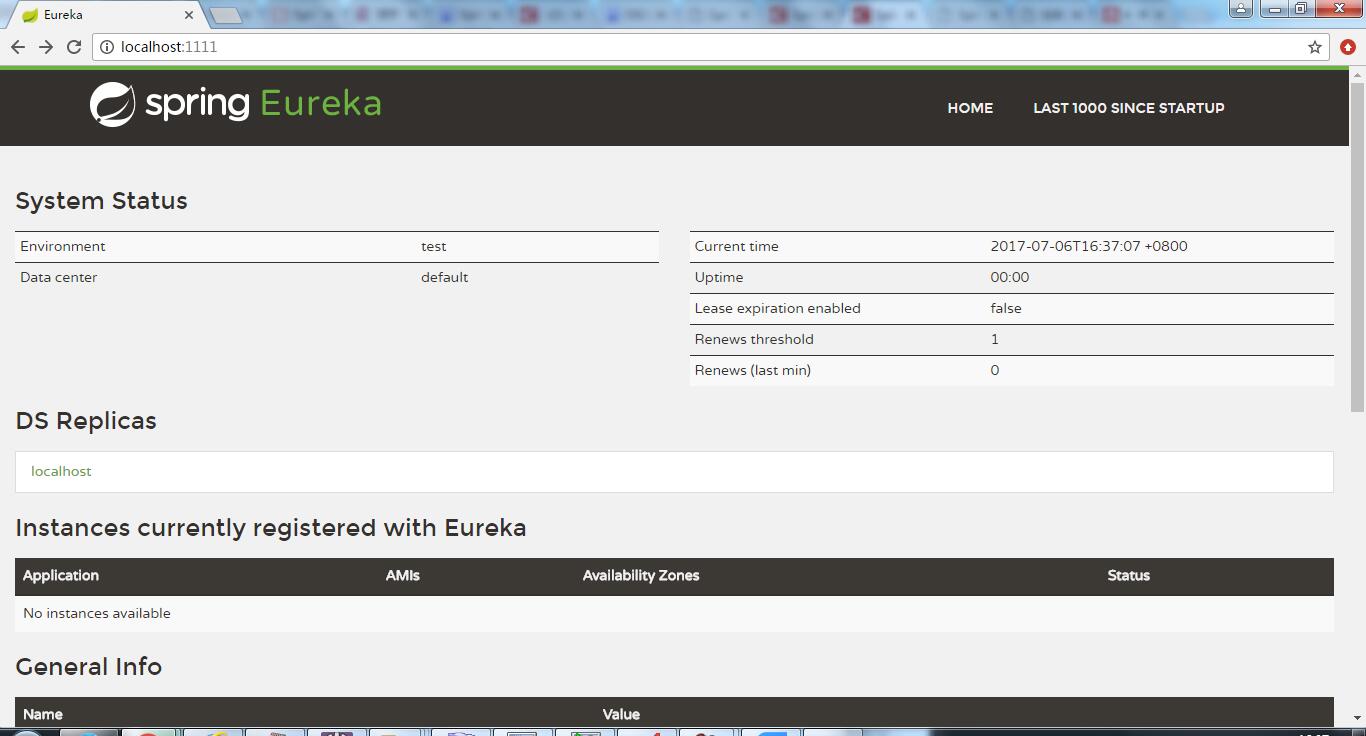 Eureka
localhost:1111
spring Eureka
HOME
LAST 1000 SINCE STARTUP
System Status
Environment test
Data center default
Current time 2017-07-06T16:37:07 +0800
Uptime 00:00
Lease expiration enabled false
Renews threshold 1
Renews (last min) 0
DS Replicas
localhost
Instances currently registered with Eureka
Application AMIs Availability Zones Status
No instances available
General Info
Name Value